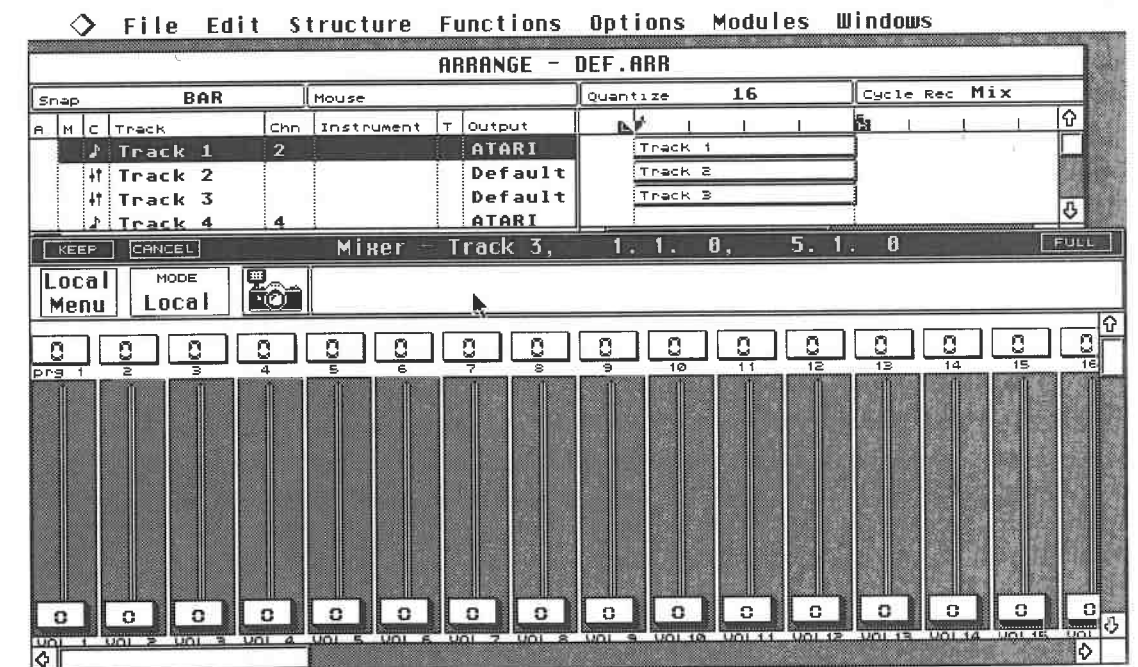 File Edit Structure Functions Options Modules Windows
ARRANGE - DEF.ARR
Snap BAR Mouse Quantize 16 Cycle Rec Mix
A M C Track Chn Instrument T Output
Track 1 2 ATARI Track 1
Track 2 Default Track 2
Track 3 Default Track 3
Track 4 4 ATARI
KEEP CANCEL Mixer - Track 3, 1. 1. 0, 5. 1. 0 FULL
Local Menu MODE Local
0 0 0 0 0 0 0 0 0 0 0 0 0 0 0 0
prg 1 2 3 4 5 6 7 8 9 10 11 12 13 14 15 16
0 0 0 0 0 0 0 0 0 0 0 0 0 0 0 0
VOL 1 VOL 2 VOL 3 VOL 4 VOL 5 VOL 6 VOL 7 VOL 8 VOL 9 VOL 10 VOL 11 VOL 12 VOL 13 VOL 14 VOL 15 VOL